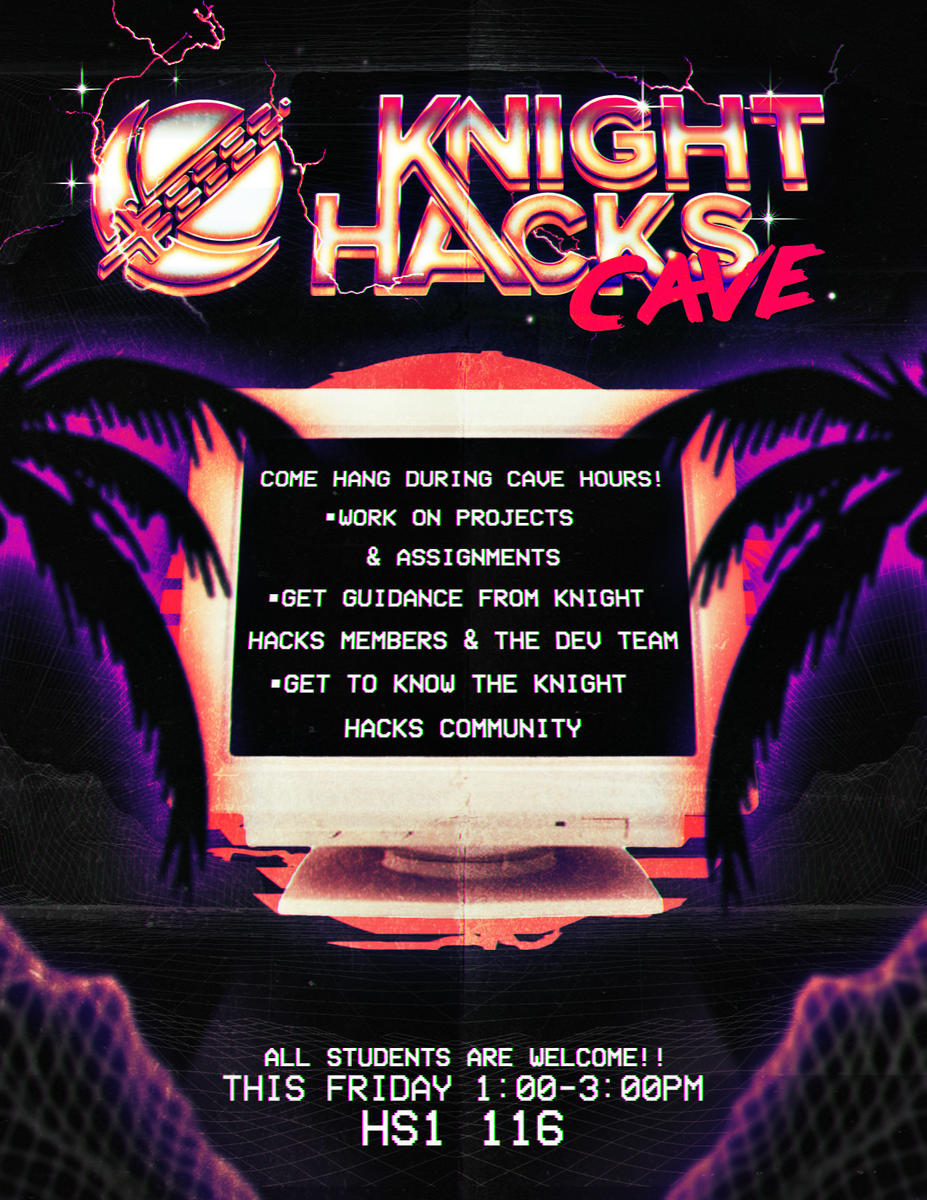 KNIGHT
HACKS
CAVE
COME HANG DURING CAVE HOURS!
▪WORK ON PROJECTS
& ASSIGNMENTS
▪GET GUIDANCE FROM KNIGHT
HACKS MEMBERS & THE DEV TEAM
▪GET TO KNOW THE KNIGHT
HACKS COMMUNITY
ALL STUDENTS ARE WELCOME!!
THIS FRIDAY 1:00-3:00PM
HS1 116